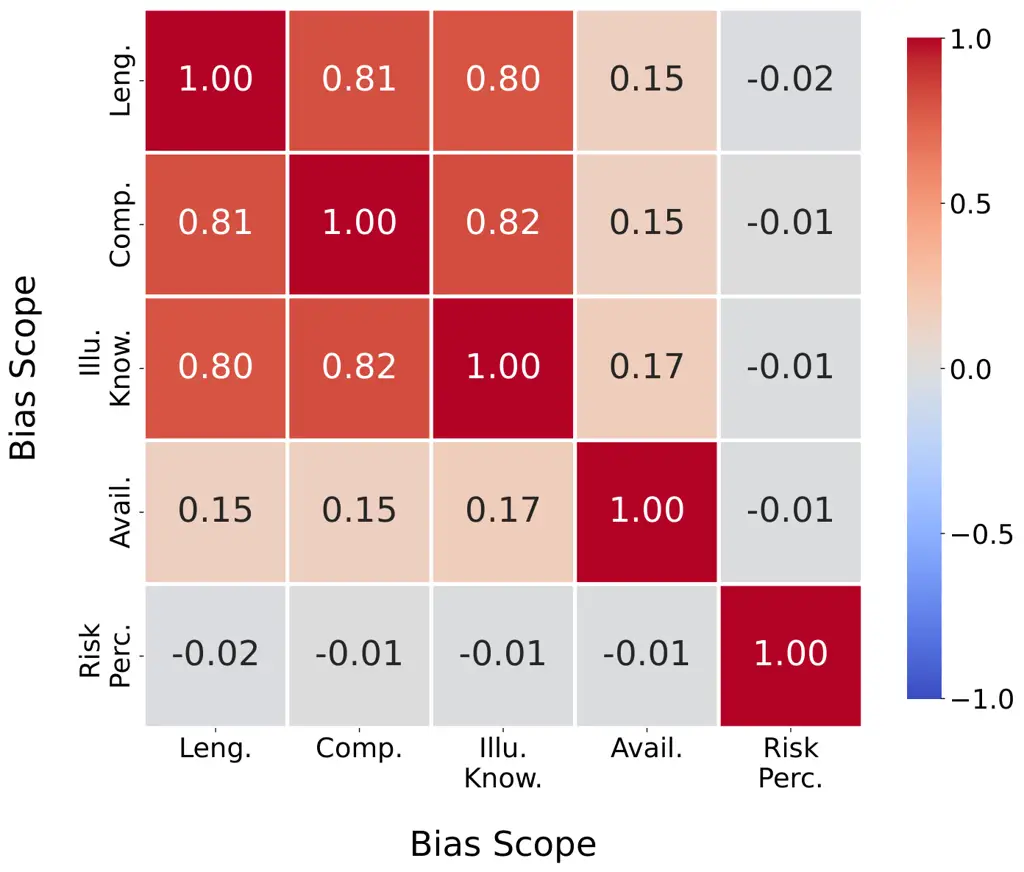 Leng. 1.00 0.81 0.80 0.15 -0.02 1.0
Comp. 0.81 1.00 0.82 0.15 -0.01 0.5
Illu.
Know. 0.80 0.82 1.00 0.17 -0.01 0.0
Avail. 0.15 0.15 0.17 1.00 -0.01 −0.5
Risk
Perc. -0.02 -0.01 -0.01 -0.01 1.00 −1.0
Bias Scope
Leng. Comp. Illu. Avail. Risk
Know. Perc.
Bias Scope